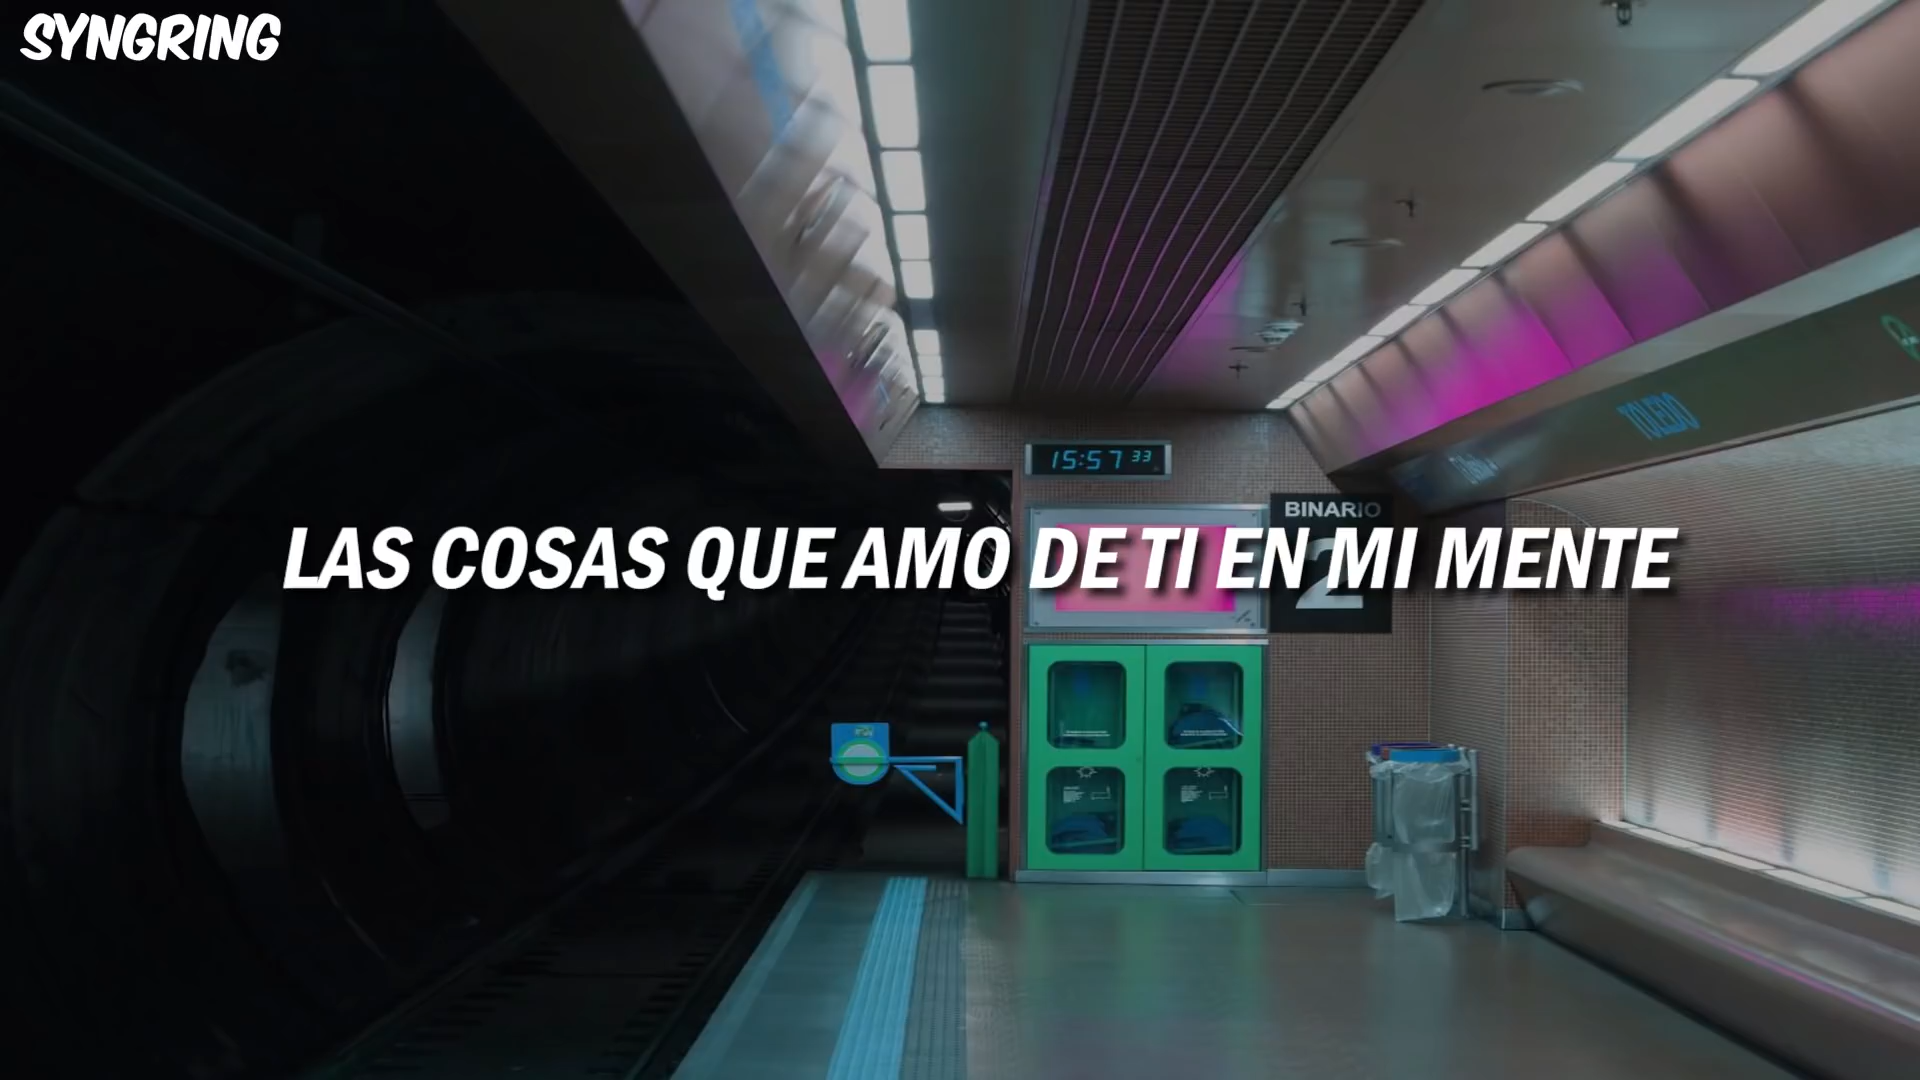 SYNGRING
TOLEDO
15:57 33
BINARIO
2
LAS COSAS QUE AMO DE TI EN MI MENTE